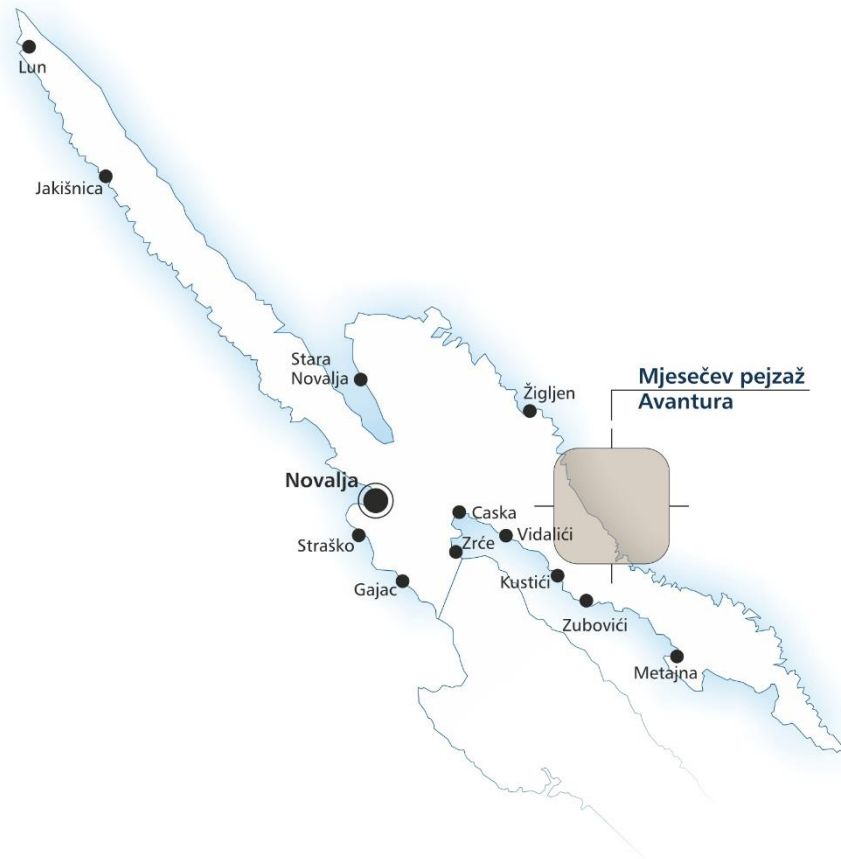 Lun
Jakišnica
Stara
Novalja
Žigljen
Mjesečev pejzaž
Avantura
Novalja
Caska
Straško
Zrće
Vidalići
Gajac
Kustići
Zubovići
Metajna